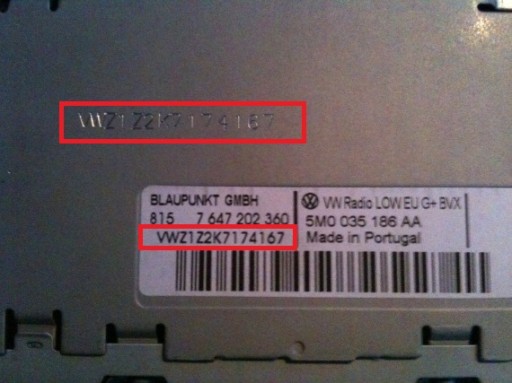 VWZ1Z2K7174167
BLAUPUNKT GMBH
815 7 647 202 360
VWZ1Z2K7174167
VW Radio LOW EU G+ BVX
5M0 035 186 AA
Made in Portugal